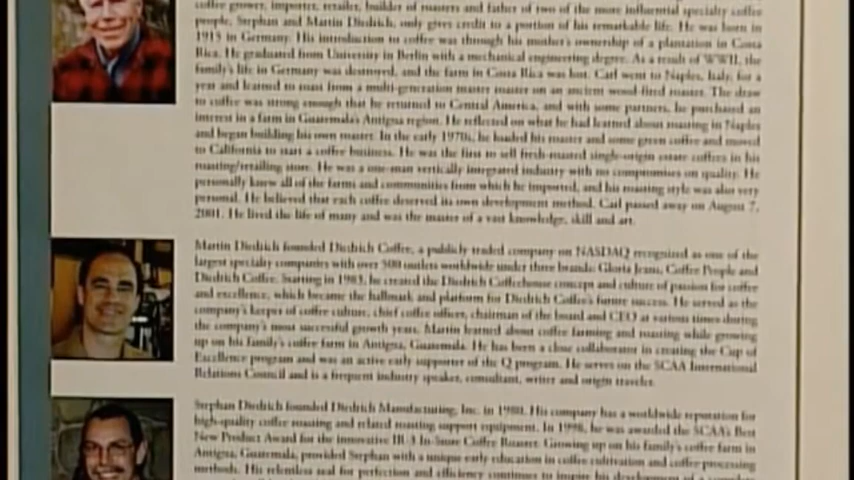 coffee grower, importer, retailer, builder of roasters and father of two of the more influential specialty coffee
people, Stephan and Martin Diedrich, only gives credit to a portion of his remarkable life. He was born in
1915 in Germany. His introduction to coffee was through his mother's ownership of a plantation in Costa
Rica. He graduated from University in Berlin with a mechanical engineering degree. As a result of WWII, the
family's life in Germany was destroyed, and the farm in Costa Rica was lost. Carl went to Naples, Italy, for a
year and learned to roast from a multi-generation master roaster on an ancient wood-fired roaster. The draw
to coffee was strong enough that he returned to Central America, and with some partners, he purchased an
interest in a farm in Guatemala's Antigua region. He reflected on what he had learned about roasting in Naples
and began building his own roaster. In the early 1970s, he loaded his roaster and some green coffee and moved
to California to start a coffee business. He was the first to sell fresh-roasted single-origin estate coffees in his
roasting/retailing store. He was a one-man vertically integrated industry with no compromises on quality. He
personally knew all of the farms and communities from which he imported, and his roasting style was also very
personal. He believed that each coffee deserved its own development method. Carl passed away on August 7,
2001. He lived the life of many and was the master of a vast knowledge, skill and art.
Martin Diedrich founded Diedrich Coffee, a publicly traded company on NASDAQ recognized as one of the
largest specialty companies with over 500 outlets worldwide under three brands: Gloria Jeans, Coffee People and
Diedrich Coffee. Starting in 1983, he created the Diedrich Coffeehouse concept and culture of passion for coffee
and excellence, which became the hallmark and platform for Diedrich Coffee's future success. He served as the
company's keeper of coffee culture, chief coffee officer, chairman of the board and CEO at various times during
the company's most successful growth years. Martin learned about coffee farming and roasting while growing
up on his family's coffee farm in Antigua, Guatemala. He has been a close collaborator in creating the Cup of
Excellence program and was an active early supporter of the Q program. He serves on the SCAA International
Relations Council and is a frequent industry speaker, consultant, writer and origin traveler.
Stephan Diedrich founded Diedrich Manufacturing, Inc. in 1980. His company has a worldwide reputation for
high-quality coffee roasting and related roasting support equipment. In 1996, he was awarded the SCAA's Best
New Product Award for the innovative IR-3 In-Store Coffee Roaster. Growing up on his family's coffee farm in
Antigua, Guatemala, provided Stephan with a unique early education in coffee cultivation and coffee processing
methods. His relentless zeal for perfection and efficiency continues to inspire his development of a complete